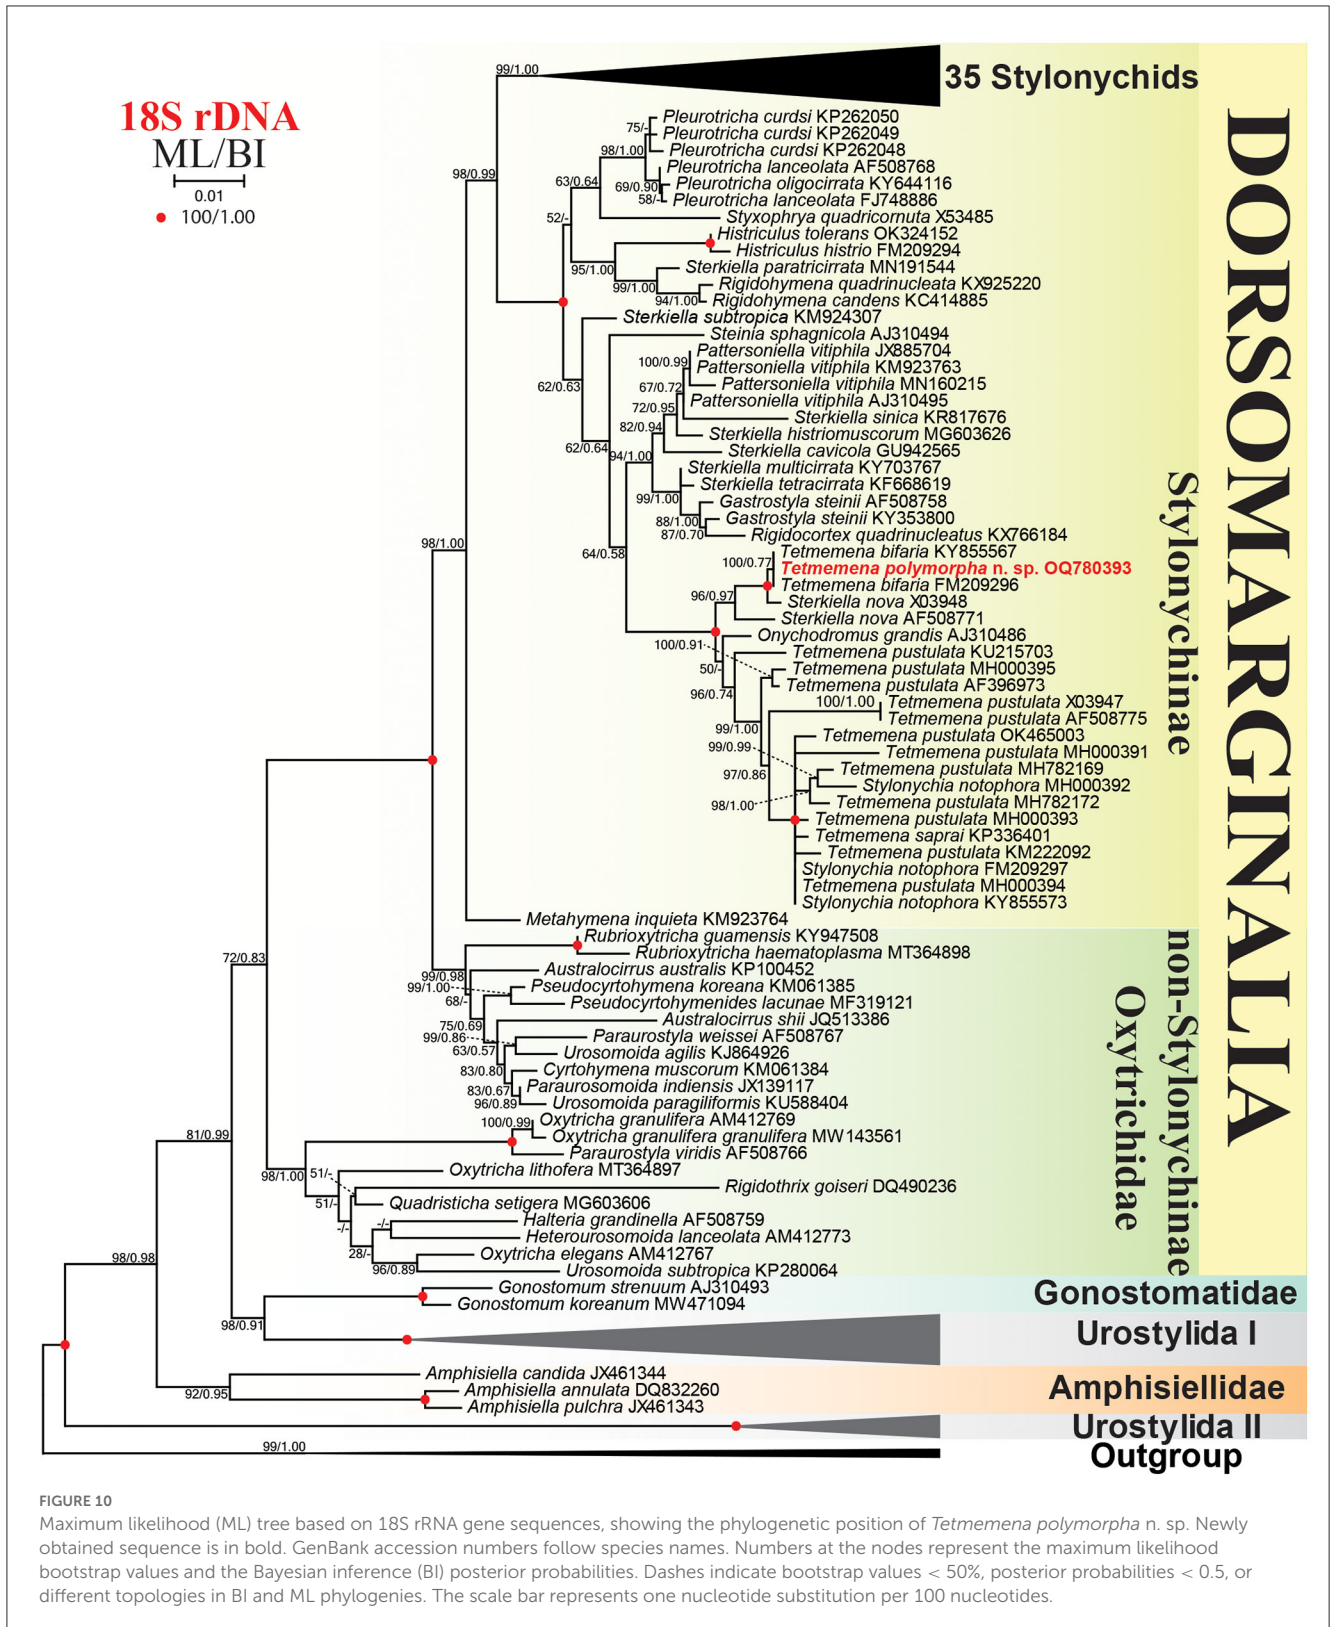 18S rDNA
ML/BI
0.01
100/1.00
99/1.00
35 Stylonychids
Pleurotricha curdsi KP262050
75/-
Pleurotricha curdsi KP262049
98/1.00
Pleurotricha curdsi KP262048
Pleurotricha lanceolata AF508768
98/0.99
63/0.64
69/0.90
Pleurotricha oligocirrata KY644116
58/-
Pleurotricha lanceolata FJ748886
52/-
Styxophrya quadricornuta X53485
Histriculus tolerans OK324152
Histriculus histrio FM209294
95/1.00
Sterkiella paratricirrata MN191544
99/1.00
Rigidohymena quadrinucleata KX925220
94/1.00
Rigidohymena candens KC414885
Sterkiella subtropica KM924307
Steinia sphagnicola AJ310494
Pattersoniella vitiphila JX885704
100/0.99
Pattersoniella vitiphila KM923763
62/0.63
67/0.72
Pattersoniella vitiphila MN160215
72/0.95
Pattersoniella vitiphila AJ310495
82/0.94
Sterkiella sinica KR817676
Sterkiella histriomuscorum MG603626
62/0.64
94/1.00
Sterkiella cavicola GU942565
Sterkiella multicirrata KY703767
Sterkiella tetracirrata KF668619
99/1.00
Gastrostyla steinii AF508758
88/1.00
Gastrostyla steinii KY353800
87/0.70
Rigidocortex quadrinucleatus KX766184
98/1.00
64/0.58
Tetmemena bifaria KY855567
100/0.77
Tetmemena polymorpha n. sp. OQ780393
Tetmemena bifaria FM209296
96/0.97
Sterkiella nova X03948
Sterkiella nova AF508771
Onychodromus grandis AJ310486
100/0.91
Tetmemena pustulata KU215703
50/-
Tetmemena pustulata MH000395
96/0.74
Tetmemena pustulata AF396973
100/1.00
Tetmemena pustulata X03947
Tetmemena pustulata AF508775
99/1.00
Tetmemena pustulata OK465003
99/0.99
Tetmemena pustulata MH000391
97/0.86
Tetmemena pustulata MH782169
Stylonychia notophora MH000392
98/1.00
Tetmemena pustulata MH782172
Tetmemena pustulata MH000393
Tetmemena saprai KP336401
Tetmemena pustulata KM222092
Stylonychia notophora FM209297
Tetmemena pustulata MH000394
Stylonychia notophora KY855573
Metahymena inquieta KM923764
Stylonychinae
DORSOMARGINALIA
Rubrioxytricha guamensis KY947508
72/0.83
Rubrioxytricha haematoplasma MT364898
99/0.98
Australocirrus australis KP100452
99/1.00
Pseudocyrtohymena koreana KM061385
68/-
Pseudocyrtohymenides lacunae MF319121
75/0.69
Australocirrus shii JQ513386
99/0.86
Paraurostyla weissei AF508767
63/0.57
Urosomoida agilis KJ864926
83/0.80
Cyrtohymena muscorum KM061384
83/0.67
Paraurosomoida indiensis JX139117
96/0.89
Urosomoida paragiliformis KU588404
100/0.99
Oxytricha granulifera AM412769
81/0.99
Oxytricha granulifera granulifera MW143561
Paraurostyla viridis AF508766
98/1.00
51/-
Oxytricha lithofera MT364897
Rigidothrix goiseri DQ490236
51/-
Quadristicha setigera MG603606
-/-
-/-
Halteria grandinella AF508759
Heterourosomoida lanceolata AM412773
28/-
Oxytricha elegans AM412767
96/0.89
Urosomoida subtropica KP280064
non-Stylonychinae
Oxytrichidae
98/0.98
Gonostomum strenuum AJ310493
Gonostomum koreanum MW471094
Gonostomatidae
98/0.91
Urostylida I
Amphisiella candida JX461344
92/0.95
Amphisiella annulata DQ832260
Amphisiella pulchra JX461343
Amphisiellidae
Urostylida II
99/1.00
Outgroup
FIGURE 10
Maximum likelihood (ML) tree based on 18S rRNA gene sequences, showing the phylogenetic position of Tetmemena polymorpha n. sp. Newly
obtained sequence is in bold. GenBank accession numbers follow species names. Numbers at the nodes represent the maximum likelihood
bootstrap values and the Bayesian inference (BI) posterior probabilities. Dashes indicate bootstrap values < 50%, posterior probabilities < 0.5, or
different topologies in BI and ML phylogenies. The scale bar represents one nucleotide substitution per 100 nucleotides.